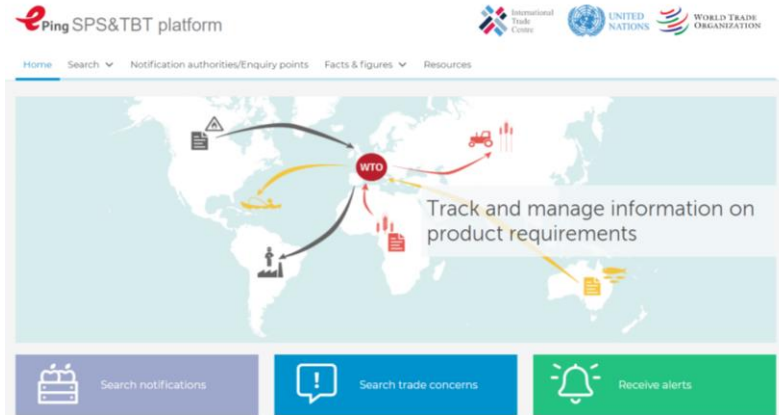 ePing SPS&TBT platform
International
Trade
Centre
UNITED
NATIONS
WORLD TRADE
ORGANIZATION
Home Search Notification authorities/Enquiry points Facts & figures Resources
WTO
Track and manage information on
product requirements
Search notifications
Search trade concerns
Receive alerts